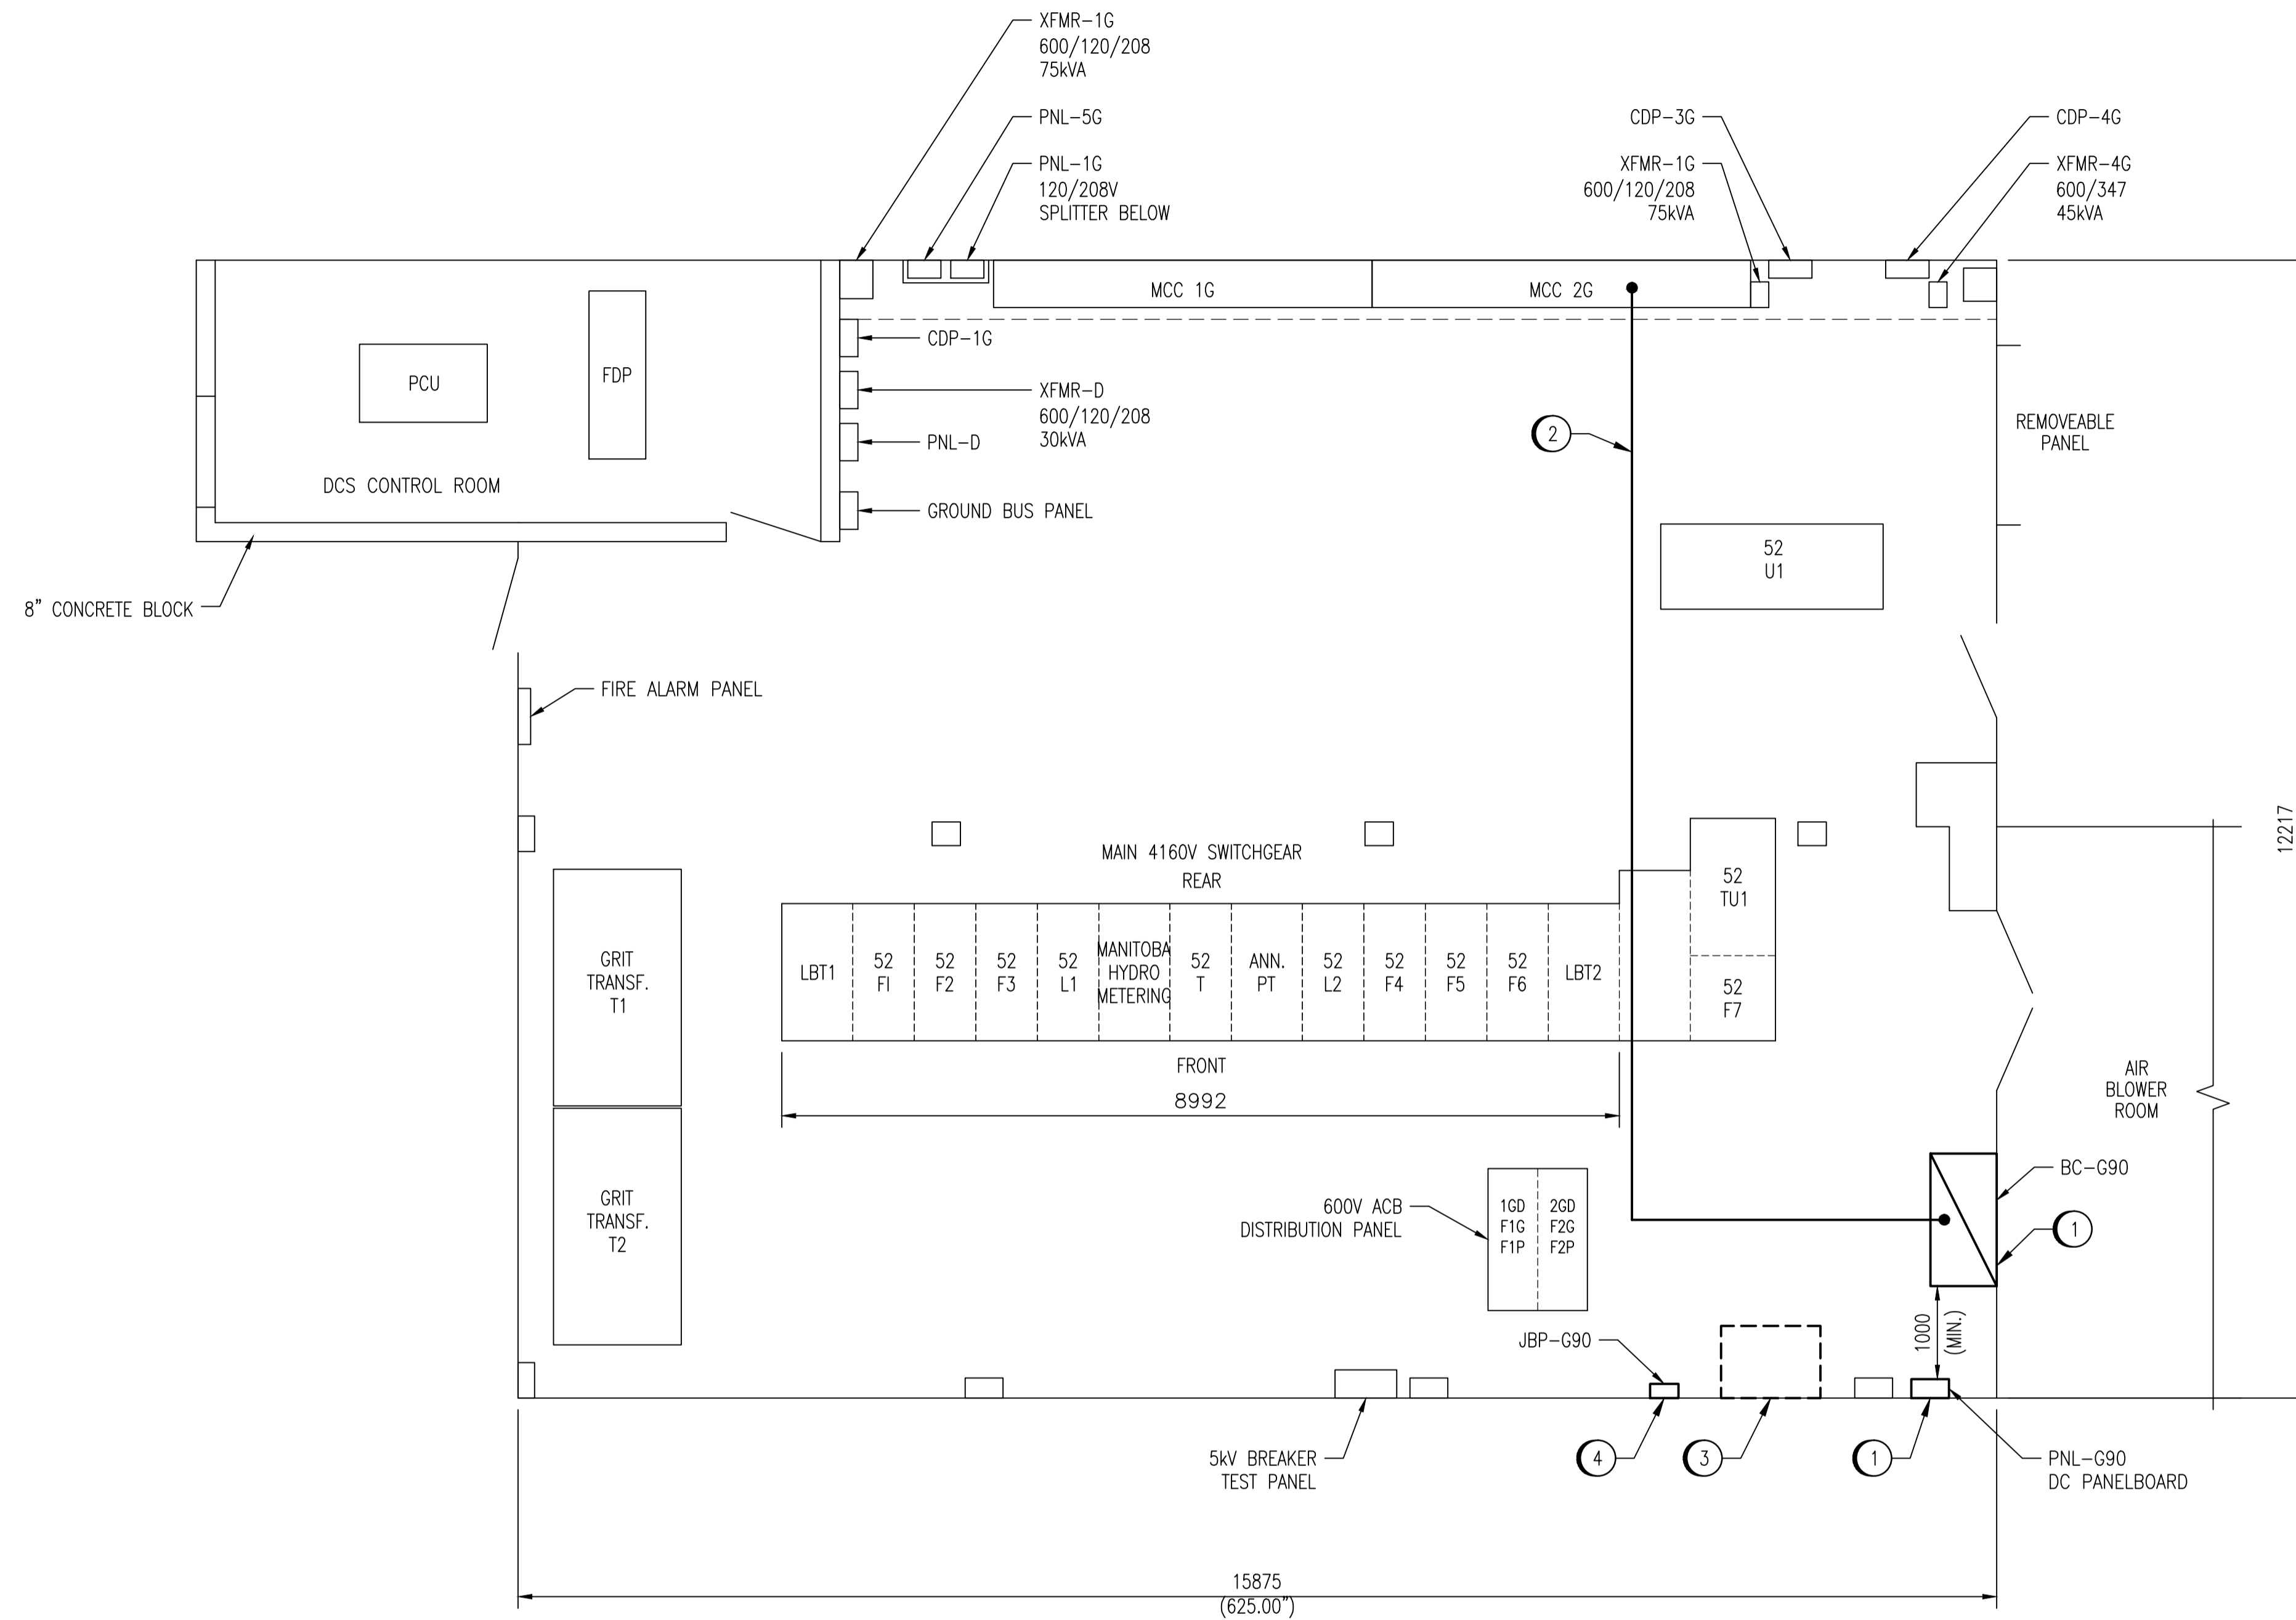 XFMR-1G
600/120/208
75kVA
PNL-5G
PNL-1G
120/208V
SPLITTER BELOW
CDP-3G
XFMR-1G
600/120/208
75kVA
CDP-4G
XFMR-4G
600/347
45kVA
MCC 1G
MCC 2G
CDP-1G
XFMR-D
600/120/208
30kVA
PNL-D
GROUND BUS PANEL
PCU
FDP
DCS CONTROL ROOM
8" CONCRETE BLOCK
2
REMOVEABLE
PANEL
52
U1
FIRE ALARM PANEL
12217
MAIN 4160V SWITCHGEAR
REAR
GRIT
TRANSF.
T1
LBT1
52
FI
52
F2
52
F3
52
L1
MANITOBA
HYDRO
METERING
52
T
ANN.
PT
52
L2
52
F4
52
F5
52
F6
LBT2
52
TU1
52
F7
FRONT
8992
AIR
BLOWER
ROOM
GRIT
TRANSF.
T2
600V ACB
DISTRIBUTION PANEL
1GD
F1G
F1P
2GD
F2G
F2P
BC-G90
1
1000
(MIN.)
JBP-G90
5kV BREAKER
TEST PANEL
4
3
1
PNL-G90
DC PANELBOARD
15875
(625.00")